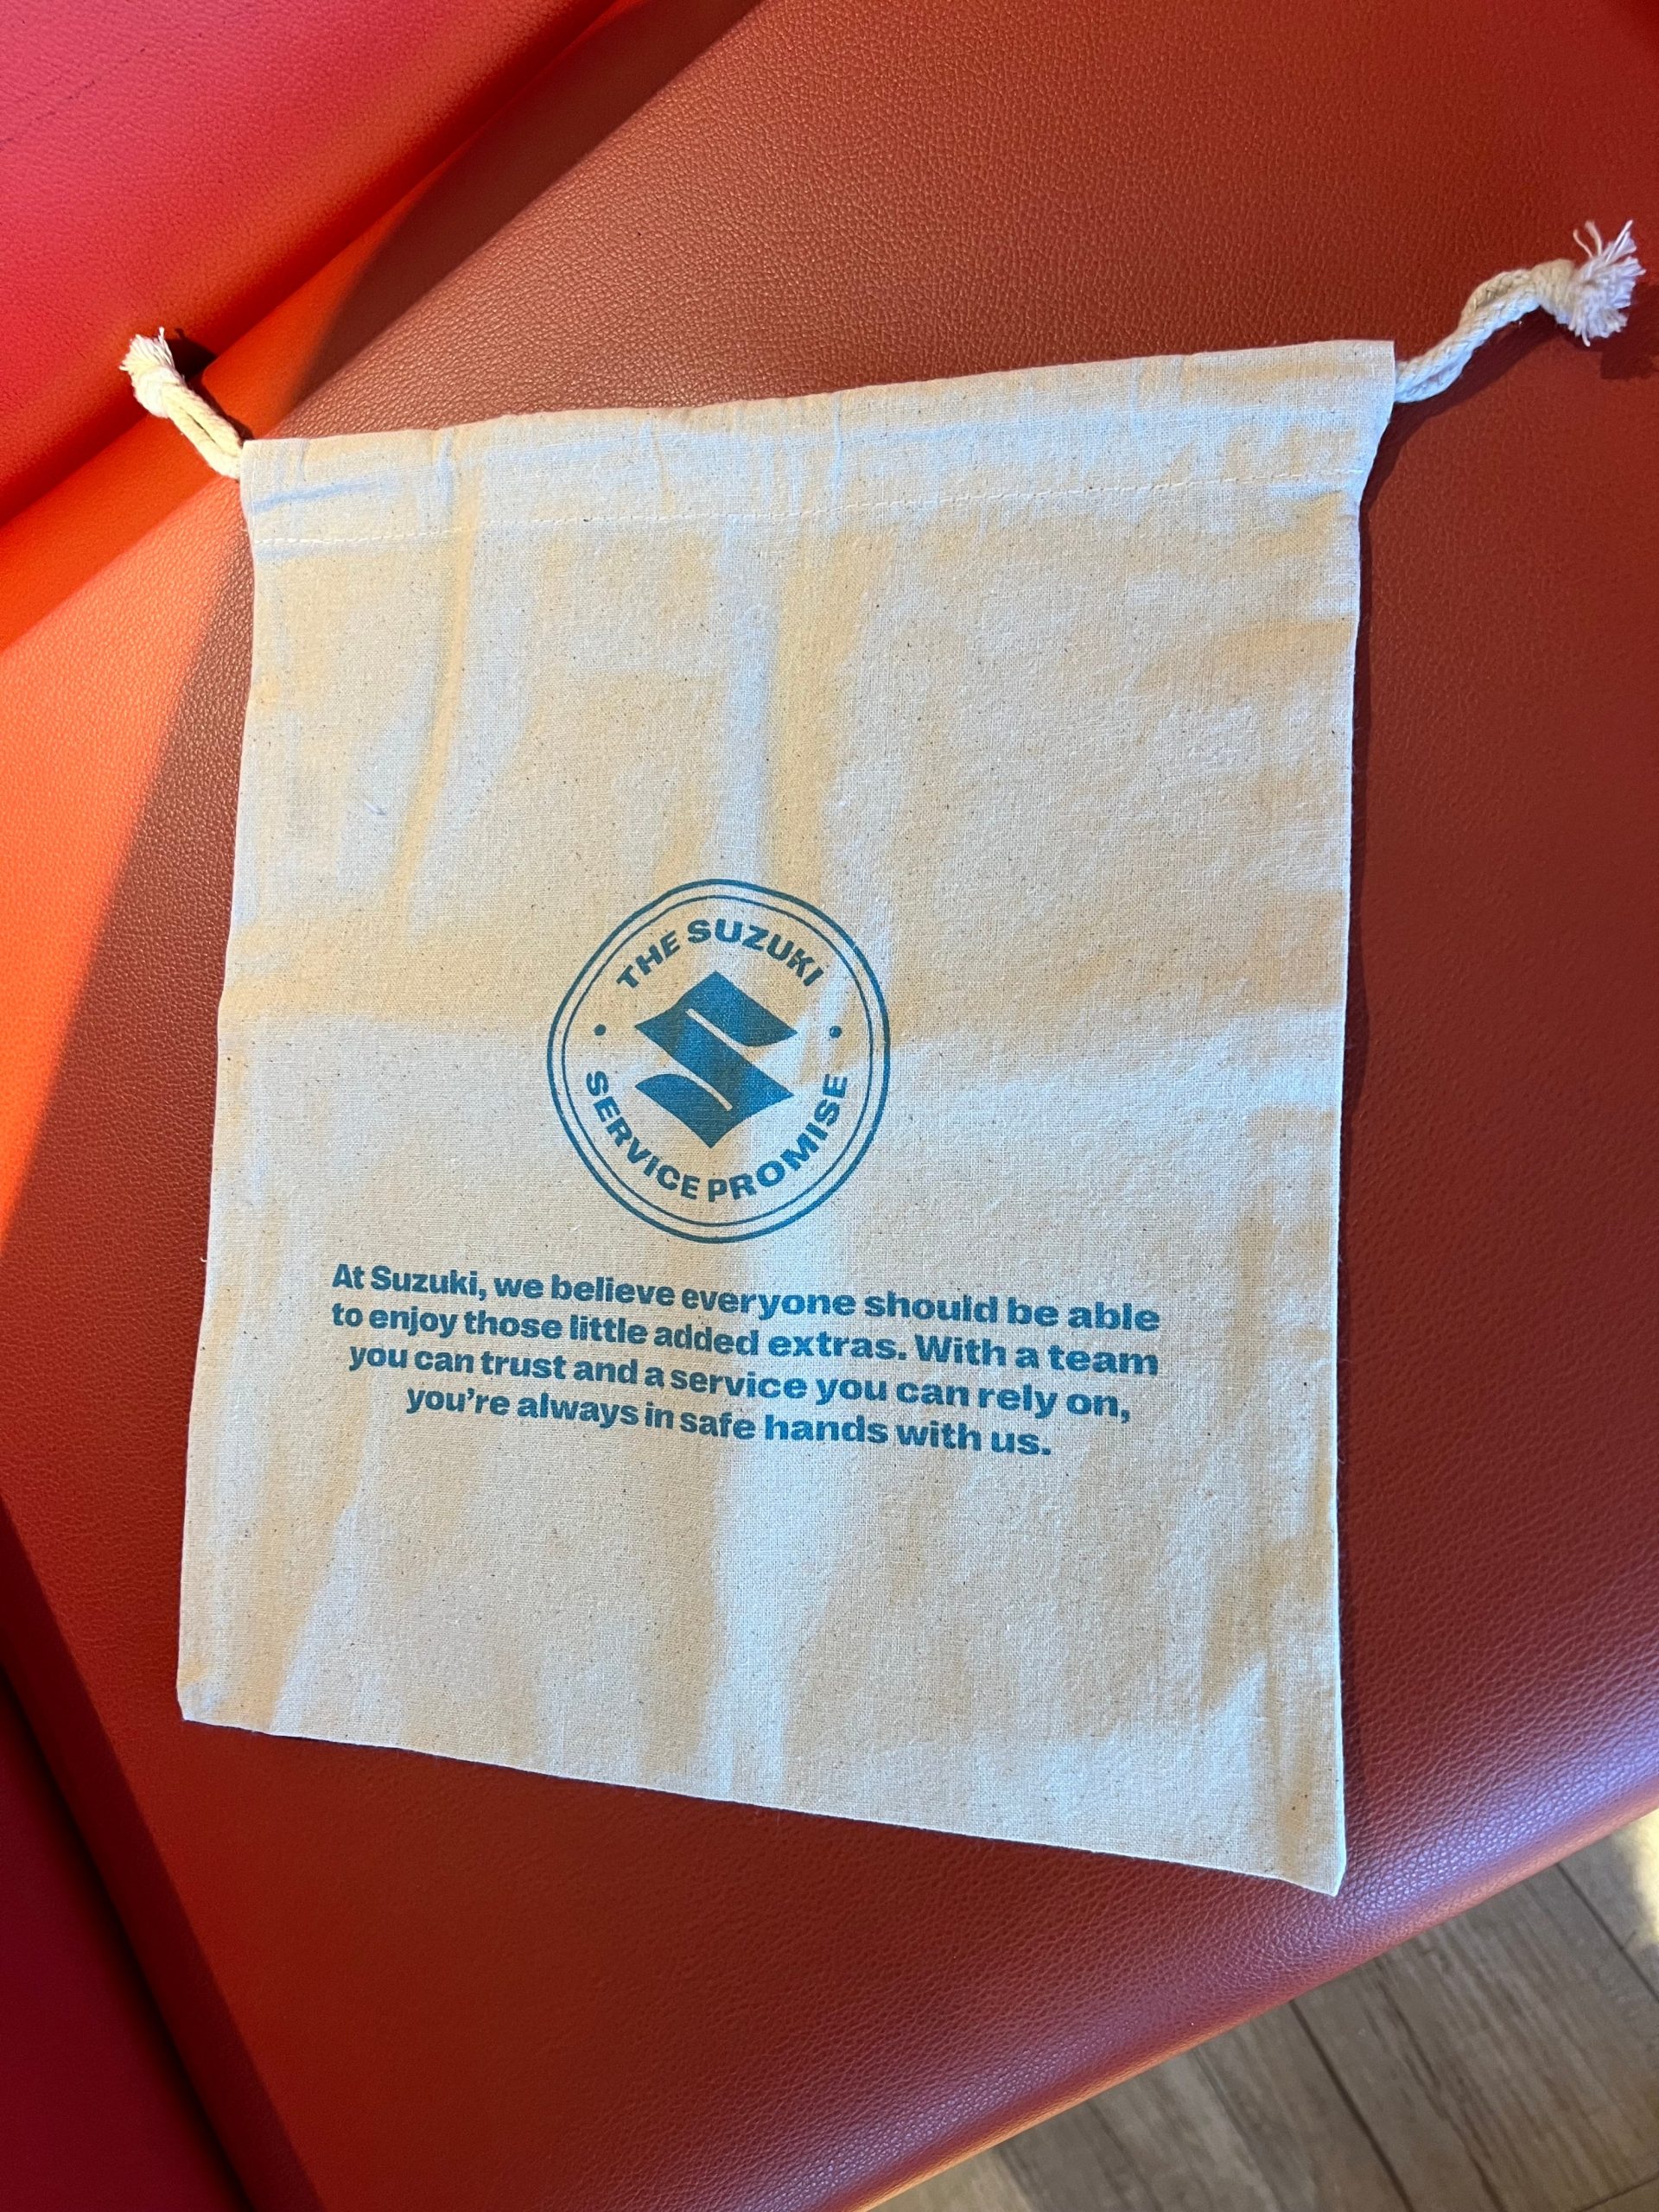 THE SUZUKI
SERVICE PROMISE
At Suzuki, we believe everyone should be able
to enjoy those little added extras. With a team
you can trust and a service you can rely on,
you're always in safe hands with us.